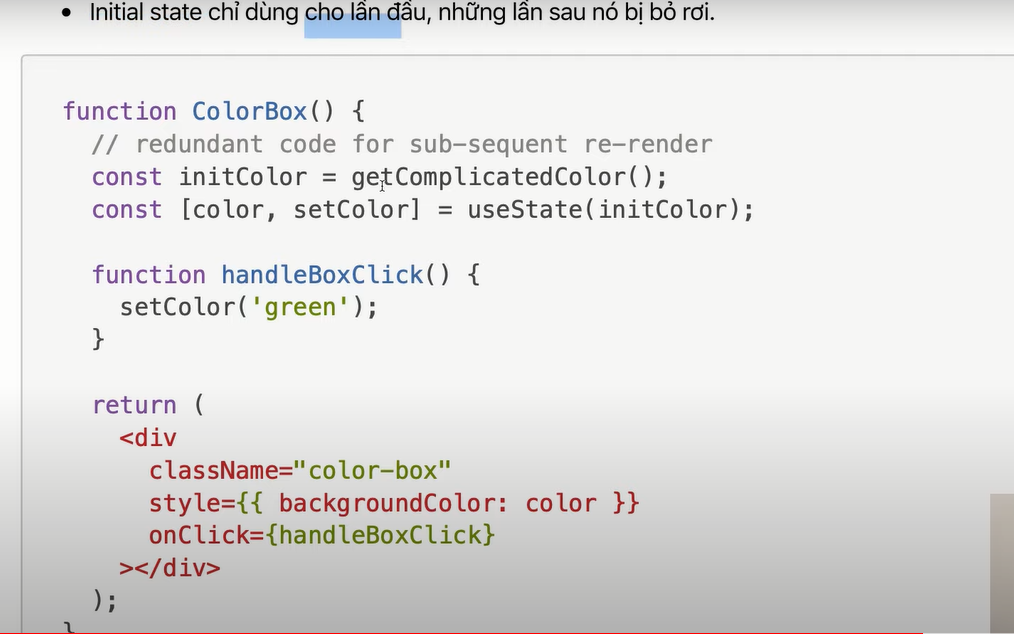 • Initial state chỉ dùng cho lần đầu, những lần sau nó bị bỏ rơi.
function ColorBox() {
// redundant code for sub-sequent re-render
const initColor = getComplicatedColor();
const [color, setColor] = useState(initColor);
function handleBoxClick() {
setColor('green');
}
return (
<div
className="color-box"
style={{ backgroundColor: color }}
onClick={handleBoxClick}
></div>
);
}